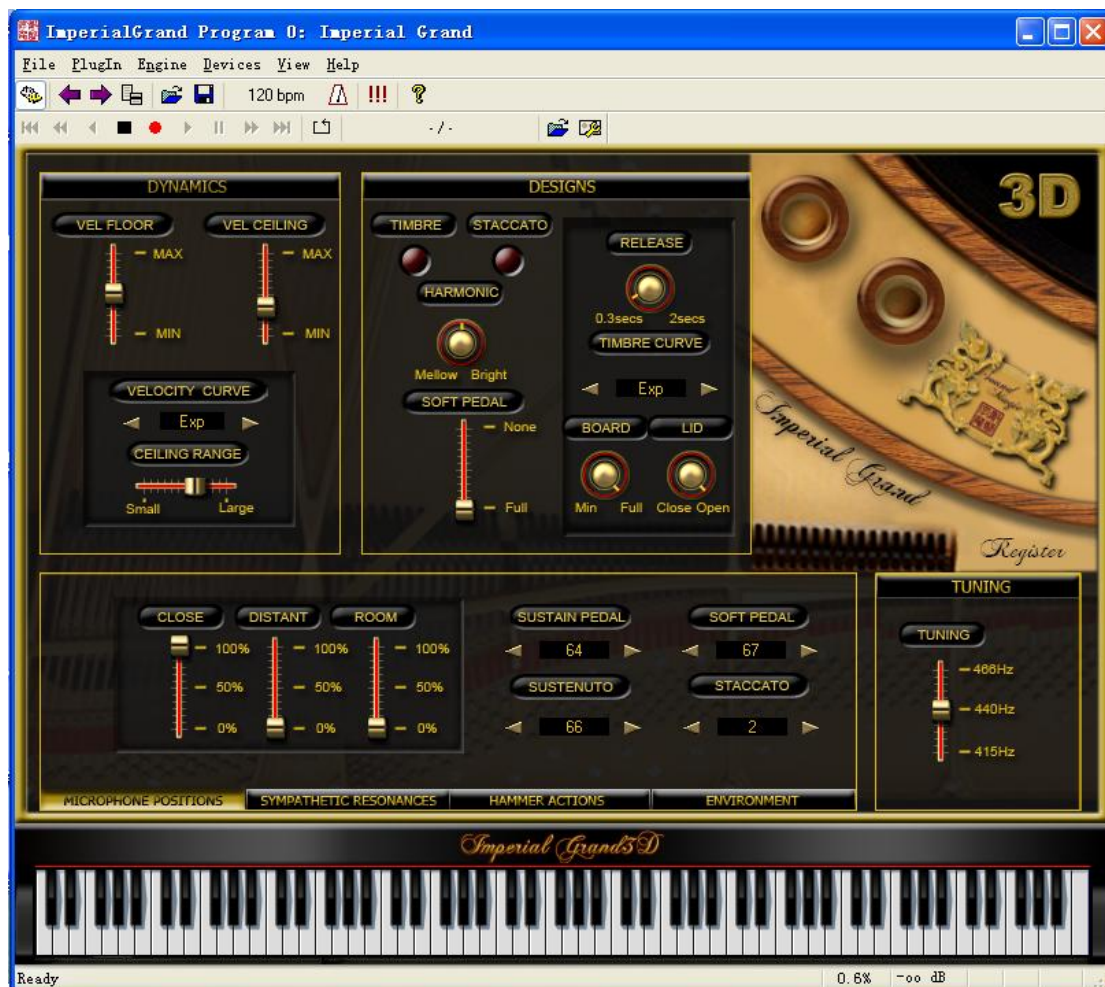 ImperialGrand Program 0: Imperial Grand
File PlugIn Engine Devices View Help
120 bpm !!! ?
- / -
DYNAMICS
VEL FLOOR VEL CEILING
MAX MAX
MIN MIN
VELOCITY CURVE
Exp
CEILING RANGE
Small Large
DESIGNS
TIMBRE STACCATO
HARMONIC
Mellow Bright
SOFT PEDAL
None
Full
RELEASE
0.3secs 2secs
TIMBRE CURVE
Exp
BOARD LID
Min Full Close Open
3D
Imperial Grand
Register
CLOSE DISTANT ROOM
100% 100% 100%
50% 50% 50%
0% 0% 0%
SUSTAIN PEDAL SOFT PEDAL
64 67
SUSTENUTO STACCATO
66 2
TUNING
TUNING
466Hz
440Hz
415Hz
MICROPHONE POSITIONS SYMPATHETIC RESONANCES HAMMER ACTIONS ENVIRONMENT
Imperial Grand3D
Ready 0.6% -oo dB